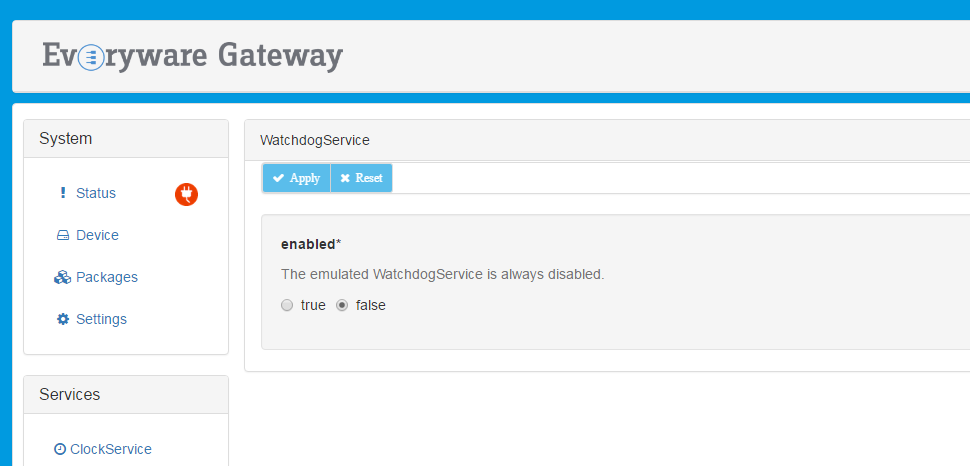 Everyware Gateway
System
Status
Device
Packages
Settings
Services
ClockService
WatchdogService
Apply Reset
enabled*
The emulated WatchdogService is always disabled.
true false